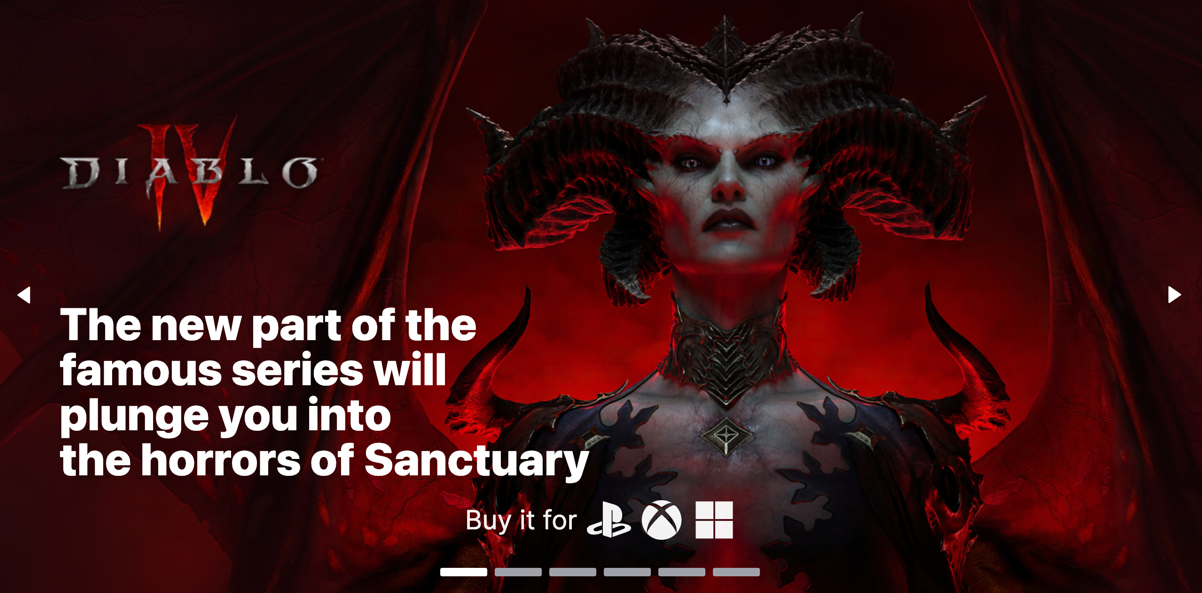 DIABLO
IV
The new part of the
famous series will
plunge you into
the horrors of Sanctuary
Buy it for